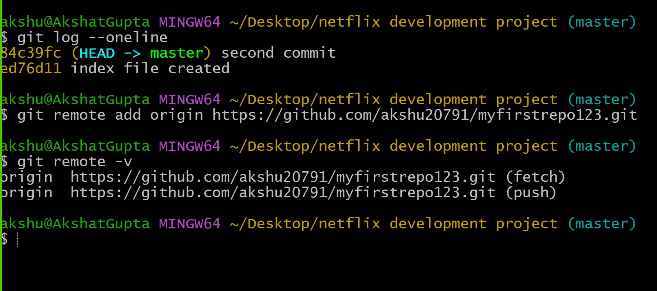 akshu@AkshatGupta MINGW64 ~/Desktop/netflix development project (master)
$ git log --oneline
84c39fc (HEAD -> master) second commit
ed76d11 index file created
akshu@AkshatGupta MINGW64 ~/Desktop/netflix development project (master)
$ git remote add origin https://github.com/akshu20791/myfirstrepo123.git
akshu@AkshatGupta MINGW64 ~/Desktop/netflix development project (master)
$ git remote -v
origin  https://github.com/akshu20791/myfirstrepo123.git (fetch)
origin  https://github.com/akshu20791/myfirstrepo123.git (push)
akshu@AkshatGupta MINGW64 ~/Desktop/netflix development project (master)
$